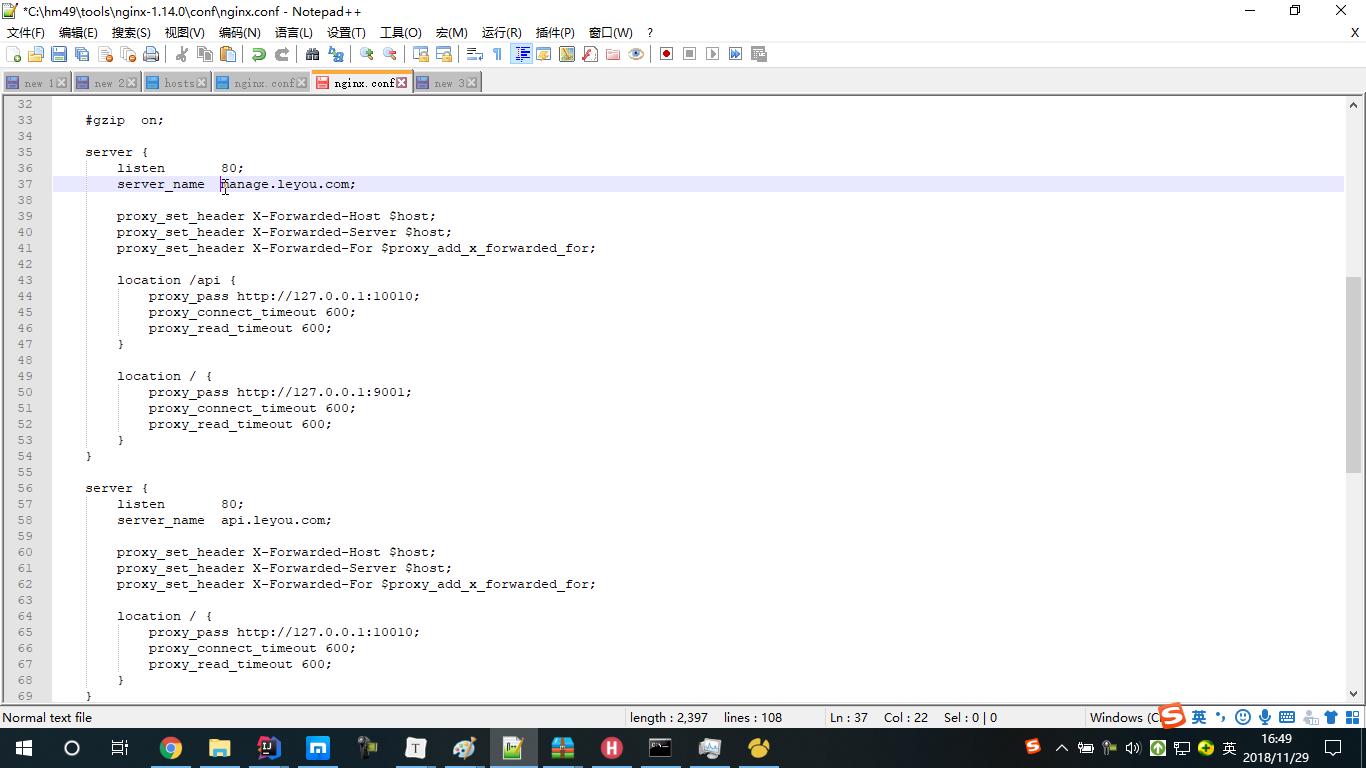 *C:\hm49\tools\nginx-1.14.0\conf\nginx.conf - Notepad++
文件(F) 编辑(E) 搜索(S) 视图(V) 编码(N) 语言(L) 设置(T) 工具(O) 宏(M) 运行(R) 插件(P) 窗口(W) ? X
new 1 new 2 hosts nginx.conf nginx.conf new 3
32
33 #gzip on;
34
35 server {
36 listen 80;
37 server_name manage.leyou.com;
38
39 proxy_set_header X-Forwarded-Host $host;
40 proxy_set_header X-Forwarded-Server $host;
41 proxy_set_header X-Forwarded-For $proxy_add_x_forwarded_for;
42
43 location /api {
44 proxy_pass http://127.0.0.1:10010;
45 proxy_connect_timeout 600;
46 proxy_read_timeout 600;
47 }
48
49 location / {
50 proxy_pass http://127.0.0.1:9001;
51 proxy_connect_timeout 600;
52 proxy_read_timeout 600;
53 }
54 }
55
56 server {
57 listen 80;
58 server_name api.leyou.com;
59
60 proxy_set_header X-Forwarded-Host $host;
61 proxy_set_header X-Forwarded-Server $host;
62 proxy_set_header X-Forwarded-For $proxy_add_x_forwarded_for;
63
64 location / {
65 proxy_pass http://127.0.0.1:10010;
66 proxy_connect_timeout 600;
67 proxy_read_timeout 600;
68 }
69 }
Normal text file length : 2,397 lines : 108 Ln : 37 Col : 22 Sel : 0 | 0 Windows (C 英
英 16:49
2018/11/29